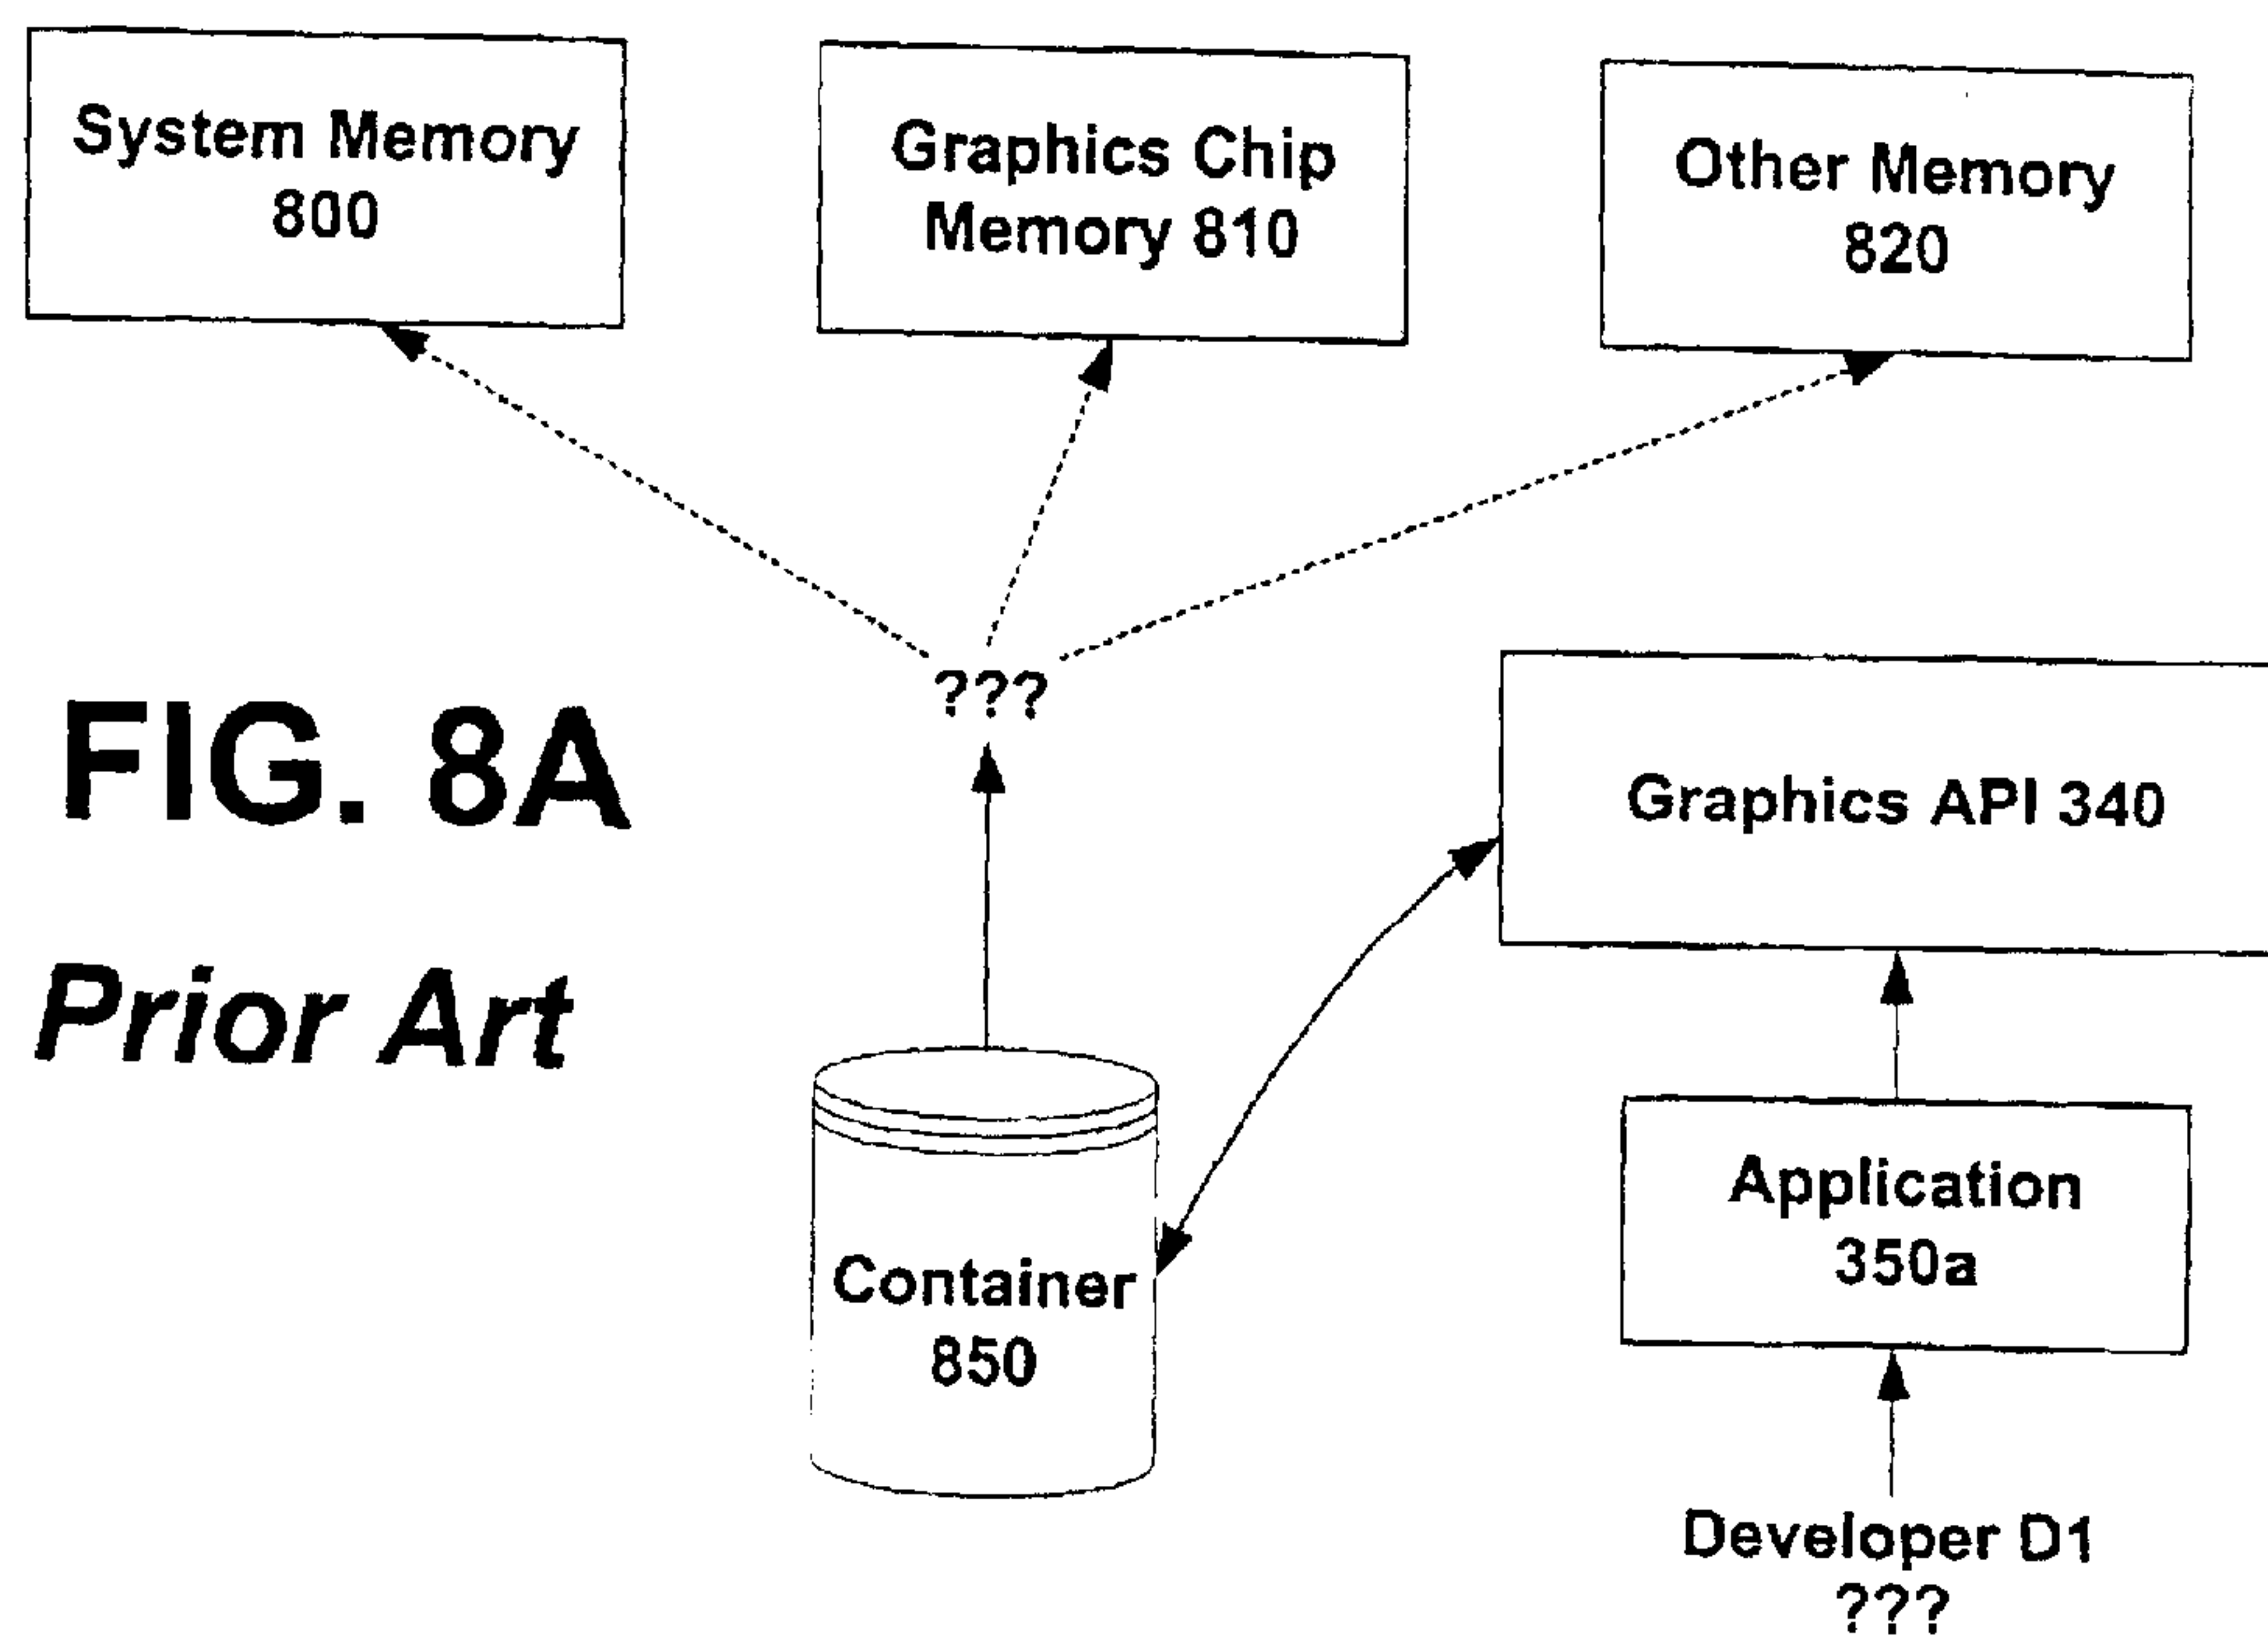 System Memory
800
Graphics Chip
Memory 810
Other Memory
820
???
FIG. 8A
Prior Art
Graphics API 340
Application
350a
Container
850
Developer D1
???